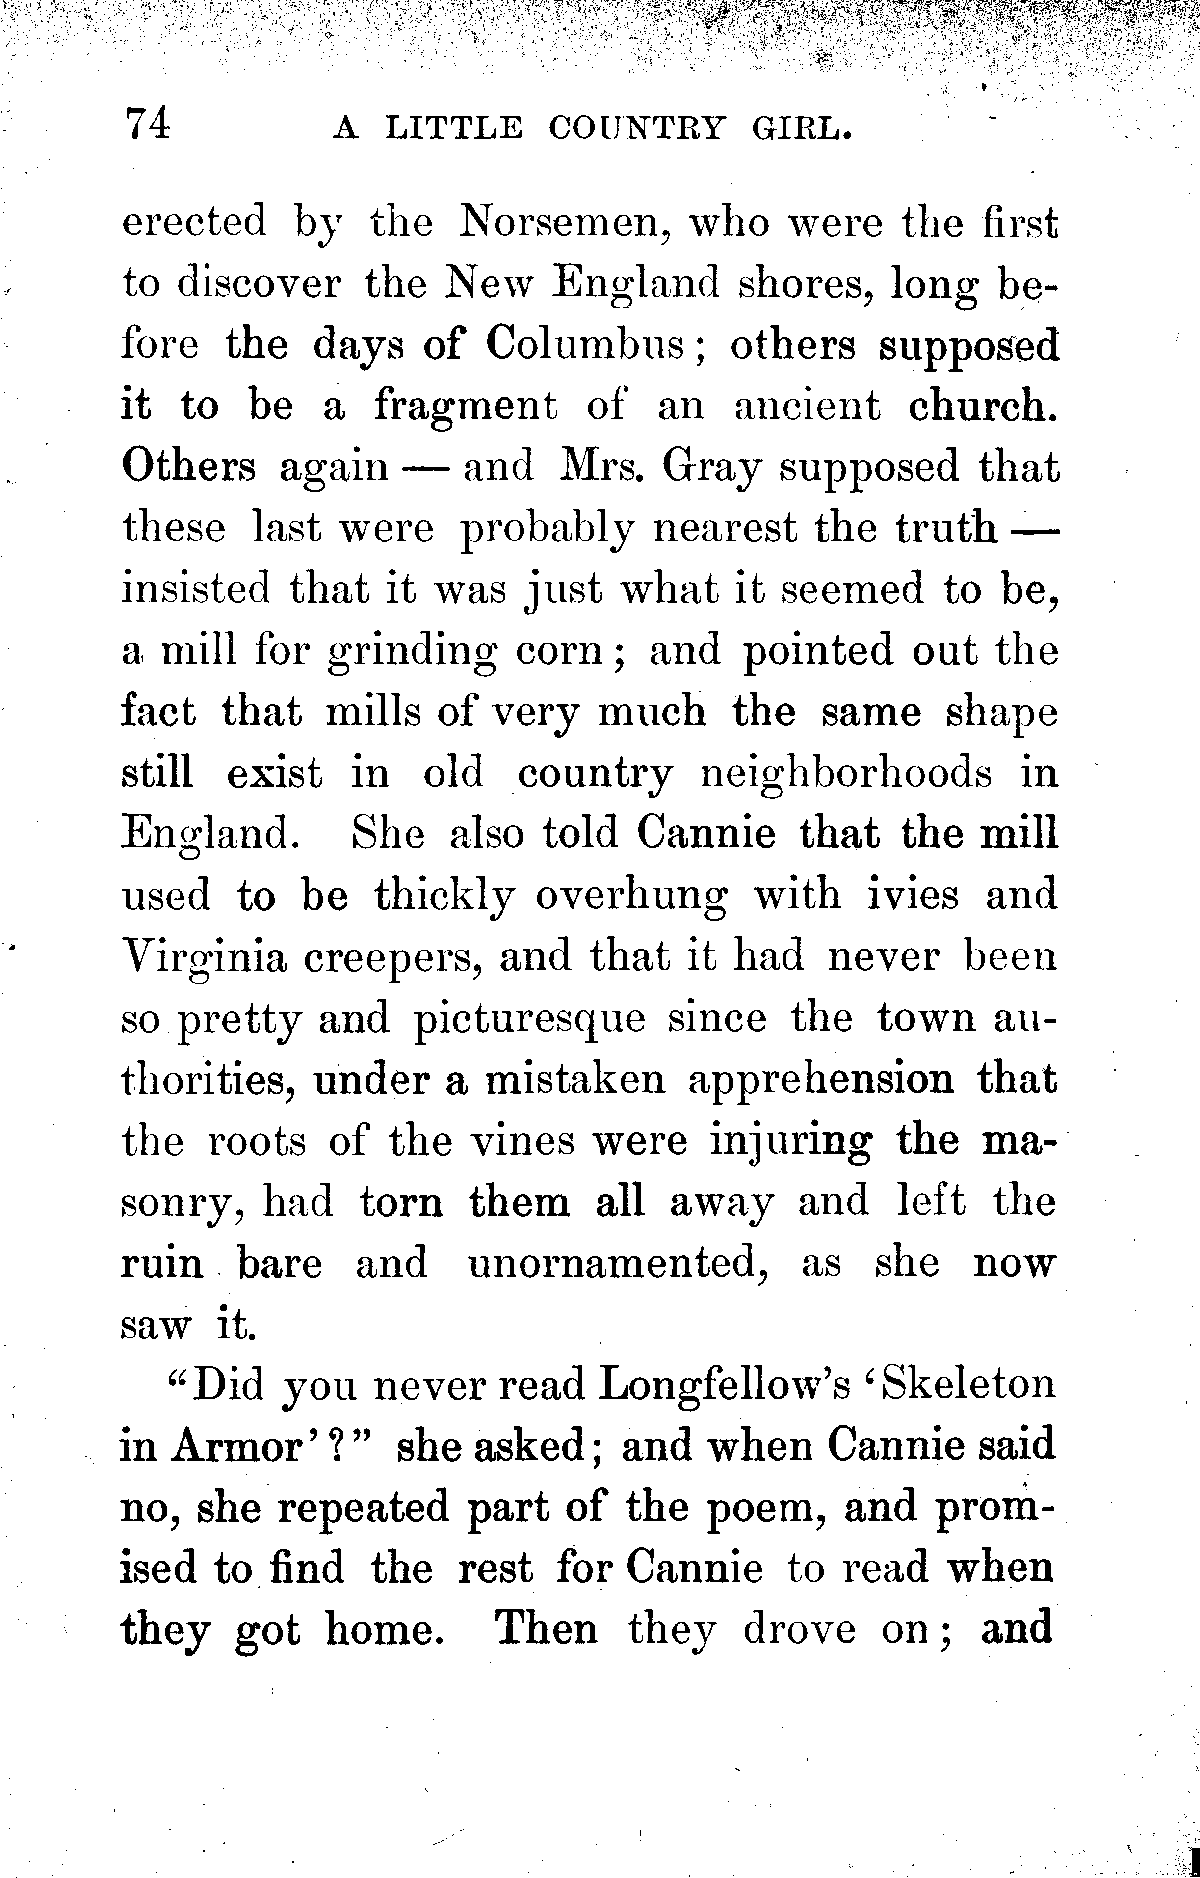 74 A LITTLE COUNTRY GIRL.
erected by the Norsemen, who were the first
to discover the New England shores, long be-
fore the days of Columbus; others supposed
it to be a fragment of an ancient church.
Others again — and Mrs. Gray supposed that
these last were probably nearest the truth —
insisted that it was just what it seemed to be,
a mill for grinding corn; and pointed out the
fact that mills of very much the same shape
still exist in old country neighborhoods in
England. She also told Cannie that the mill
used to be thickly overhung with ivies and
Virginia creepers, and that it had never been
so pretty and picturesque since the town au-
thorities, under a mistaken apprehension that
the roots of the vines were injuring the ma-
sonry, had torn them all away and left the
ruin bare and unornamented, as she now
saw it.
"Did you never read Longfellow's 'Skeleton
in Armor'?" she asked; and when Cannie said
no, she repeated part of the poem, and prom-
ised to find the rest for Cannie to read when
they got home. Then they drove on; and